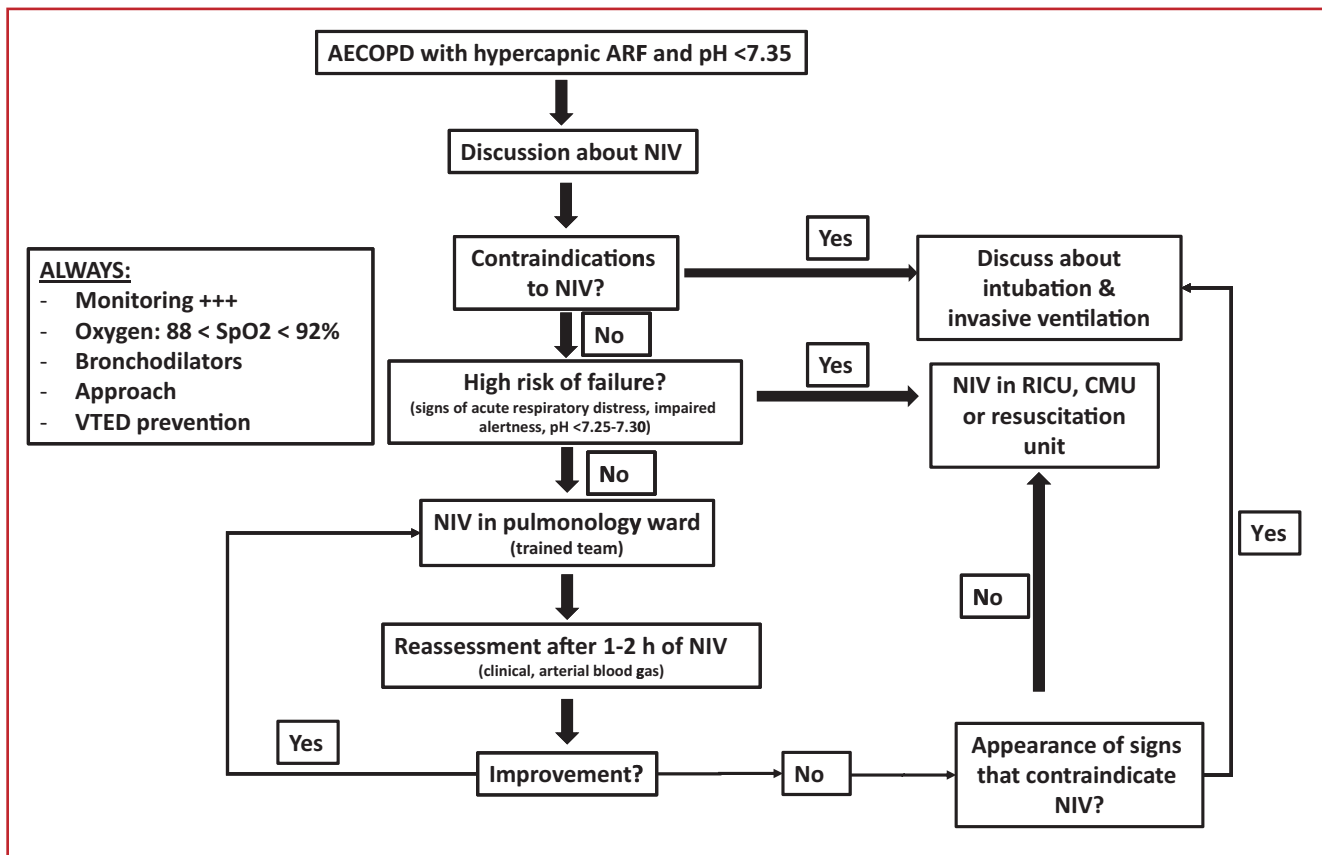 AECOPD with hypercapnic ARF and pH <7.35
Discussion about NIV
Contraindications
to NIV?
Yes
Discuss about
intubation &
invasive ventilation
ALWAYS:
- Monitoring +++
- Oxygen: 88 < SpO2 < 92%
- Bronchodilators
- Approach
- VTED prevention
No
High risk of failure?
(signs of acute respiratory distress, impaired
alertness, pH <7.25-7.30)
Yes
NIV in RICU, CMU
or resuscitation
unit
No
NIV in pulmonology ward
(trained team)
Yes
No
Reassessment after 1-2 h of NIV
(clinical, arterial blood gas)
Yes
Improvement?
No
Appearance of signs
that contraindicate
NIV?